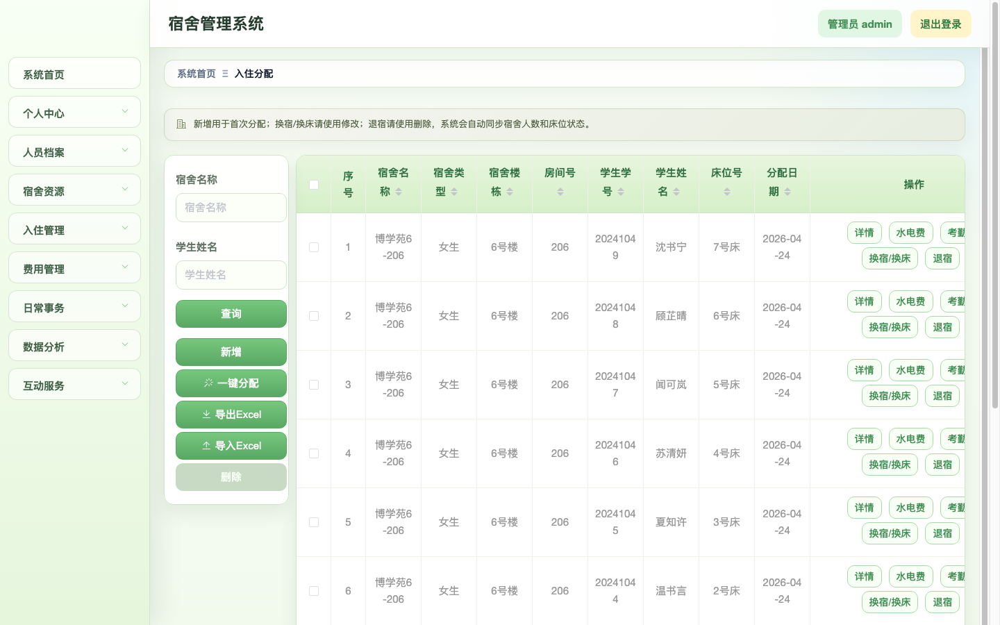 宿舍管理系统
管理员 admin
退出登录
系统首页
个人中心
人员档案
宿舍资源
入住管理
费用管理
日常事务
数据分析
互动服务
系统首页 Ξ 入住分配
新增用于首次分配；换宿/换床请使用修改；退宿请使用删除，系统会自动同步宿舍人数和床位状态。
宿舍名称
宿舍名称
学生姓名
学生姓名
查询
新增
一键分配
导出Excel
导入Excel
删除
序号 宿舍名称 宿舍类型 宿舍楼栋 房间号 学生学号 学生姓名 床位号 分配日期 操作
1 博学苑6-206 女生 6号楼 206 20241049 沈书宁 7号床 2026-04-24 详情 水电费 考勤 换宿/换床 退宿
2 博学苑6-206 女生 6号楼 206 20241048 顾芷晴 6号床 2026-04-24 详情 水电费 考勤 换宿/换床 退宿
3 博学苑6-206 女生 6号楼 206 20241047 闻可岚 5号床 2026-04-24 详情 水电费 考勤 换宿/换床 退宿
4 博学苑6-206 女生 6号楼 206 20241046 苏清妍 4号床 2026-04-24 详情 水电费 考勤 换宿/换床 退宿
5 博学苑6-206 女生 6号楼 206 20241045 夏知许 3号床 2026-04-24 详情 水电费 考勤 换宿/换床 退宿
6 博学苑6-206 女生 6号楼 206 20241044 温书言 2号床 2026-04-24 详情 水电费 考勤 换宿/换床 退宿